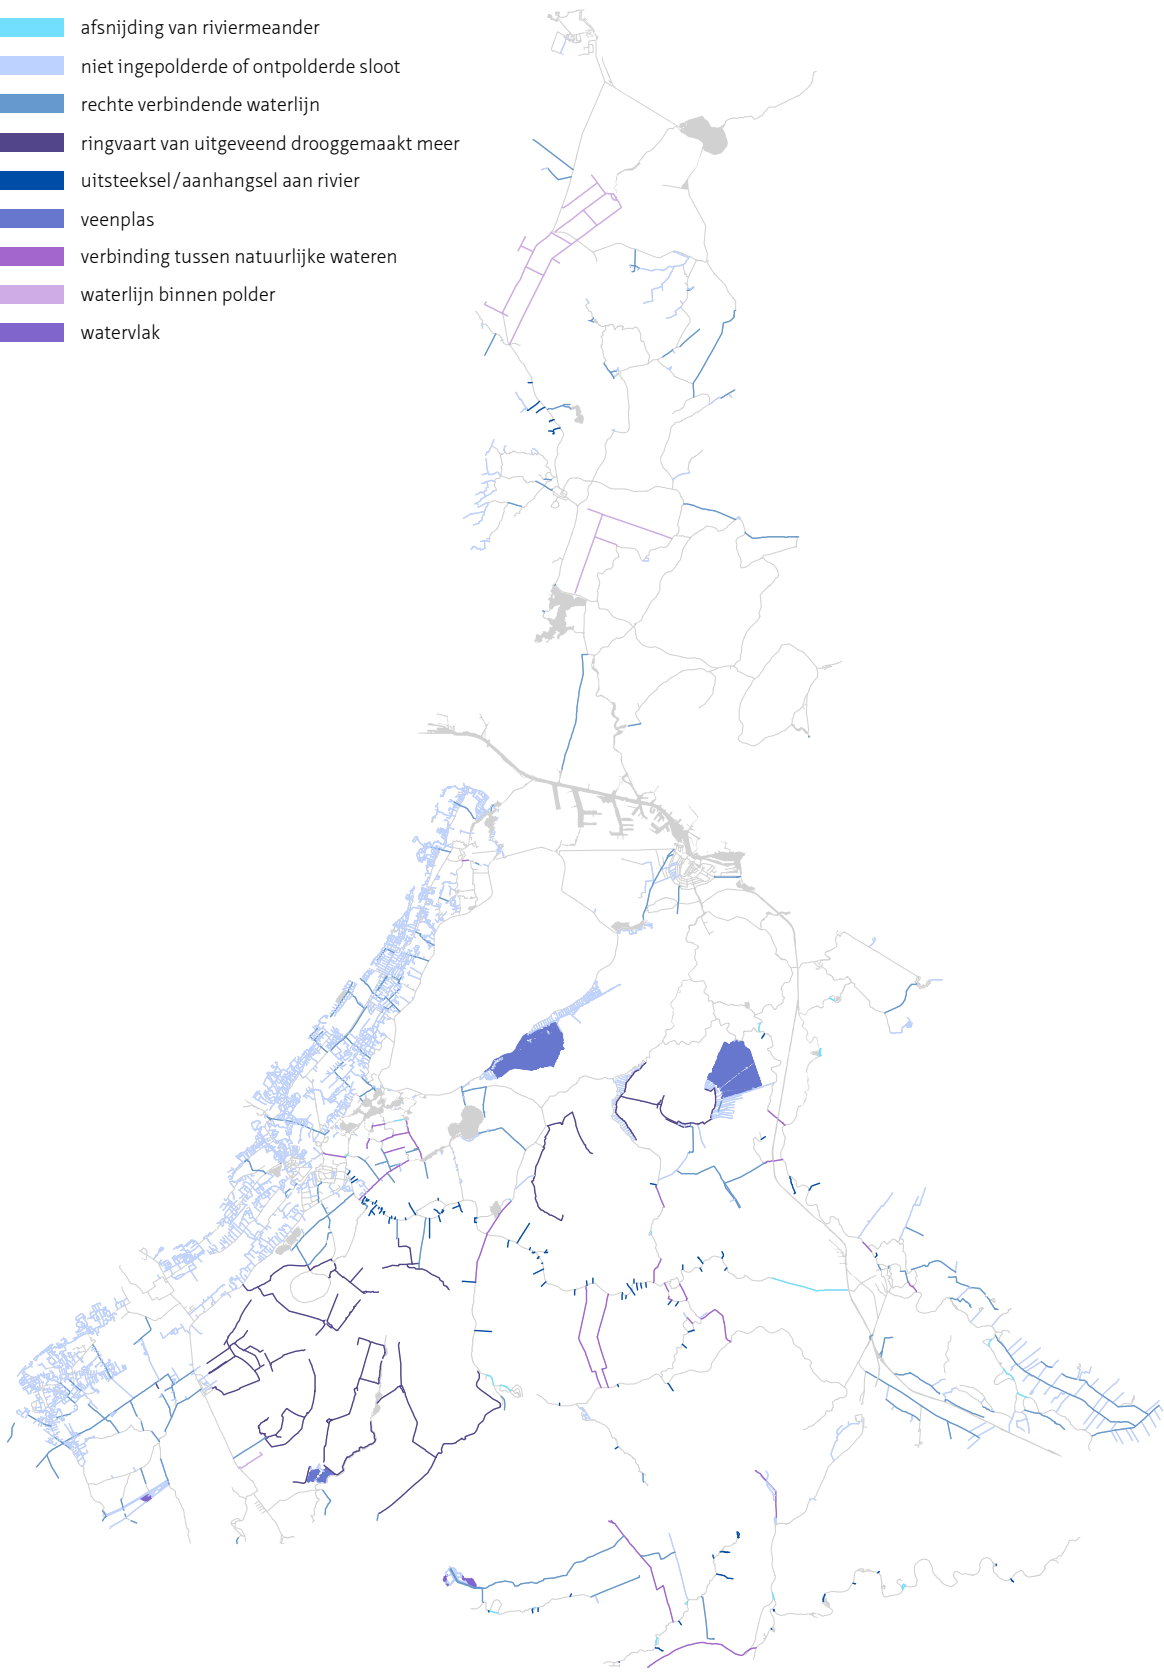 afsnijding van riviermeander
niet ingepolderde of ontpolderde sloot
rechte verbindende waterlijn
ringvaart van uitgeveend drooggemaakt meer
uitsteeksel/aanhangsel aan rivier
veenplas
verbinding tussen natuurlijke wateren
waterlijn binnen polder
watervlak